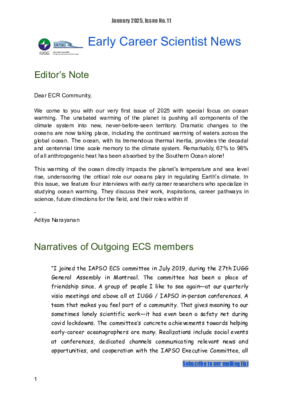 January 2025, Issue No. 11
IUGG
Early Career Scientist News
Editor's Note
Dear ECR Community,
We come to you with our very first issue of 2025 with special focus on ocean
warming. The unabated warming of the planet is pushing all components of the
climate system into new, never-before-seen territory. Dramatic changes to the
oceans are now taking place, including the continued warming of waters across the
global ocean. The ocean, with its tremendous thermal inertia, provides the decadal
and centennial time scale memory to the climate system. Remarkably, 67% to 98%
of all anthropogenic heat has been absorbed by the Southern Ocean alone!
This warming of the ocean directly impacts the planet's temperature and sea level
rise, underscoring the critical role our oceans play in regulating Earth's climate. In
this issue, we feature four interviews with early career researchers who specialize in
studying ocean warming. They discuss their work, inspirations, career pathways in
science, future directions for the field, and their roles within it!
-
Aditya Narayanan
Narratives of Outgoing ECS members
"I joined the IAPSO ECS committee in July 2019, during the 27th IUGG
General Assembly in Montreal. The committee has been a place of
friendship since. A group of people I like to see again—at our quarterly
visio meetings and above all at IUGG / IAPSO in-person conferences. A
team that makes you feel part of a community. That gives meaning to our
sometimes lonely scientific work—it has even been a safety net during
covid lockdowns. The committee's concrete achievements towards helping
early-career oceanographers are many. Realizations include social events
at conferences, dedicated channels communicating relevant news and
opportunities, and cooperation with the IAPSO Executive Committee, all
Subscribe to our mailing list
1